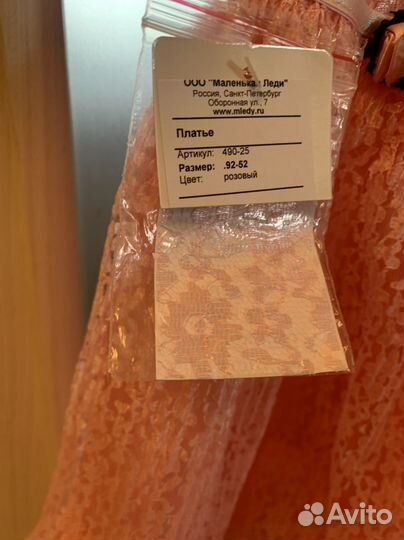 ООО "Маленькая Леди"
Россия, Санкт-Петербург
Оборонная ул., 7
www.mledy.ru
Платье
Артикул: 490-25
Размер: .92-52
Цвет: розовый
Avito